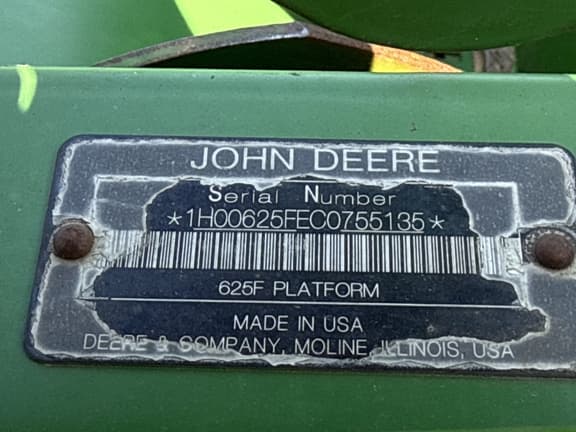 JOHN DEERE
Serial Number
*1H00625FEC0755135*
625F PLATFORM
MADE IN USA
DEERE & COMPANY, MOLINE, ILLINOIS, USA